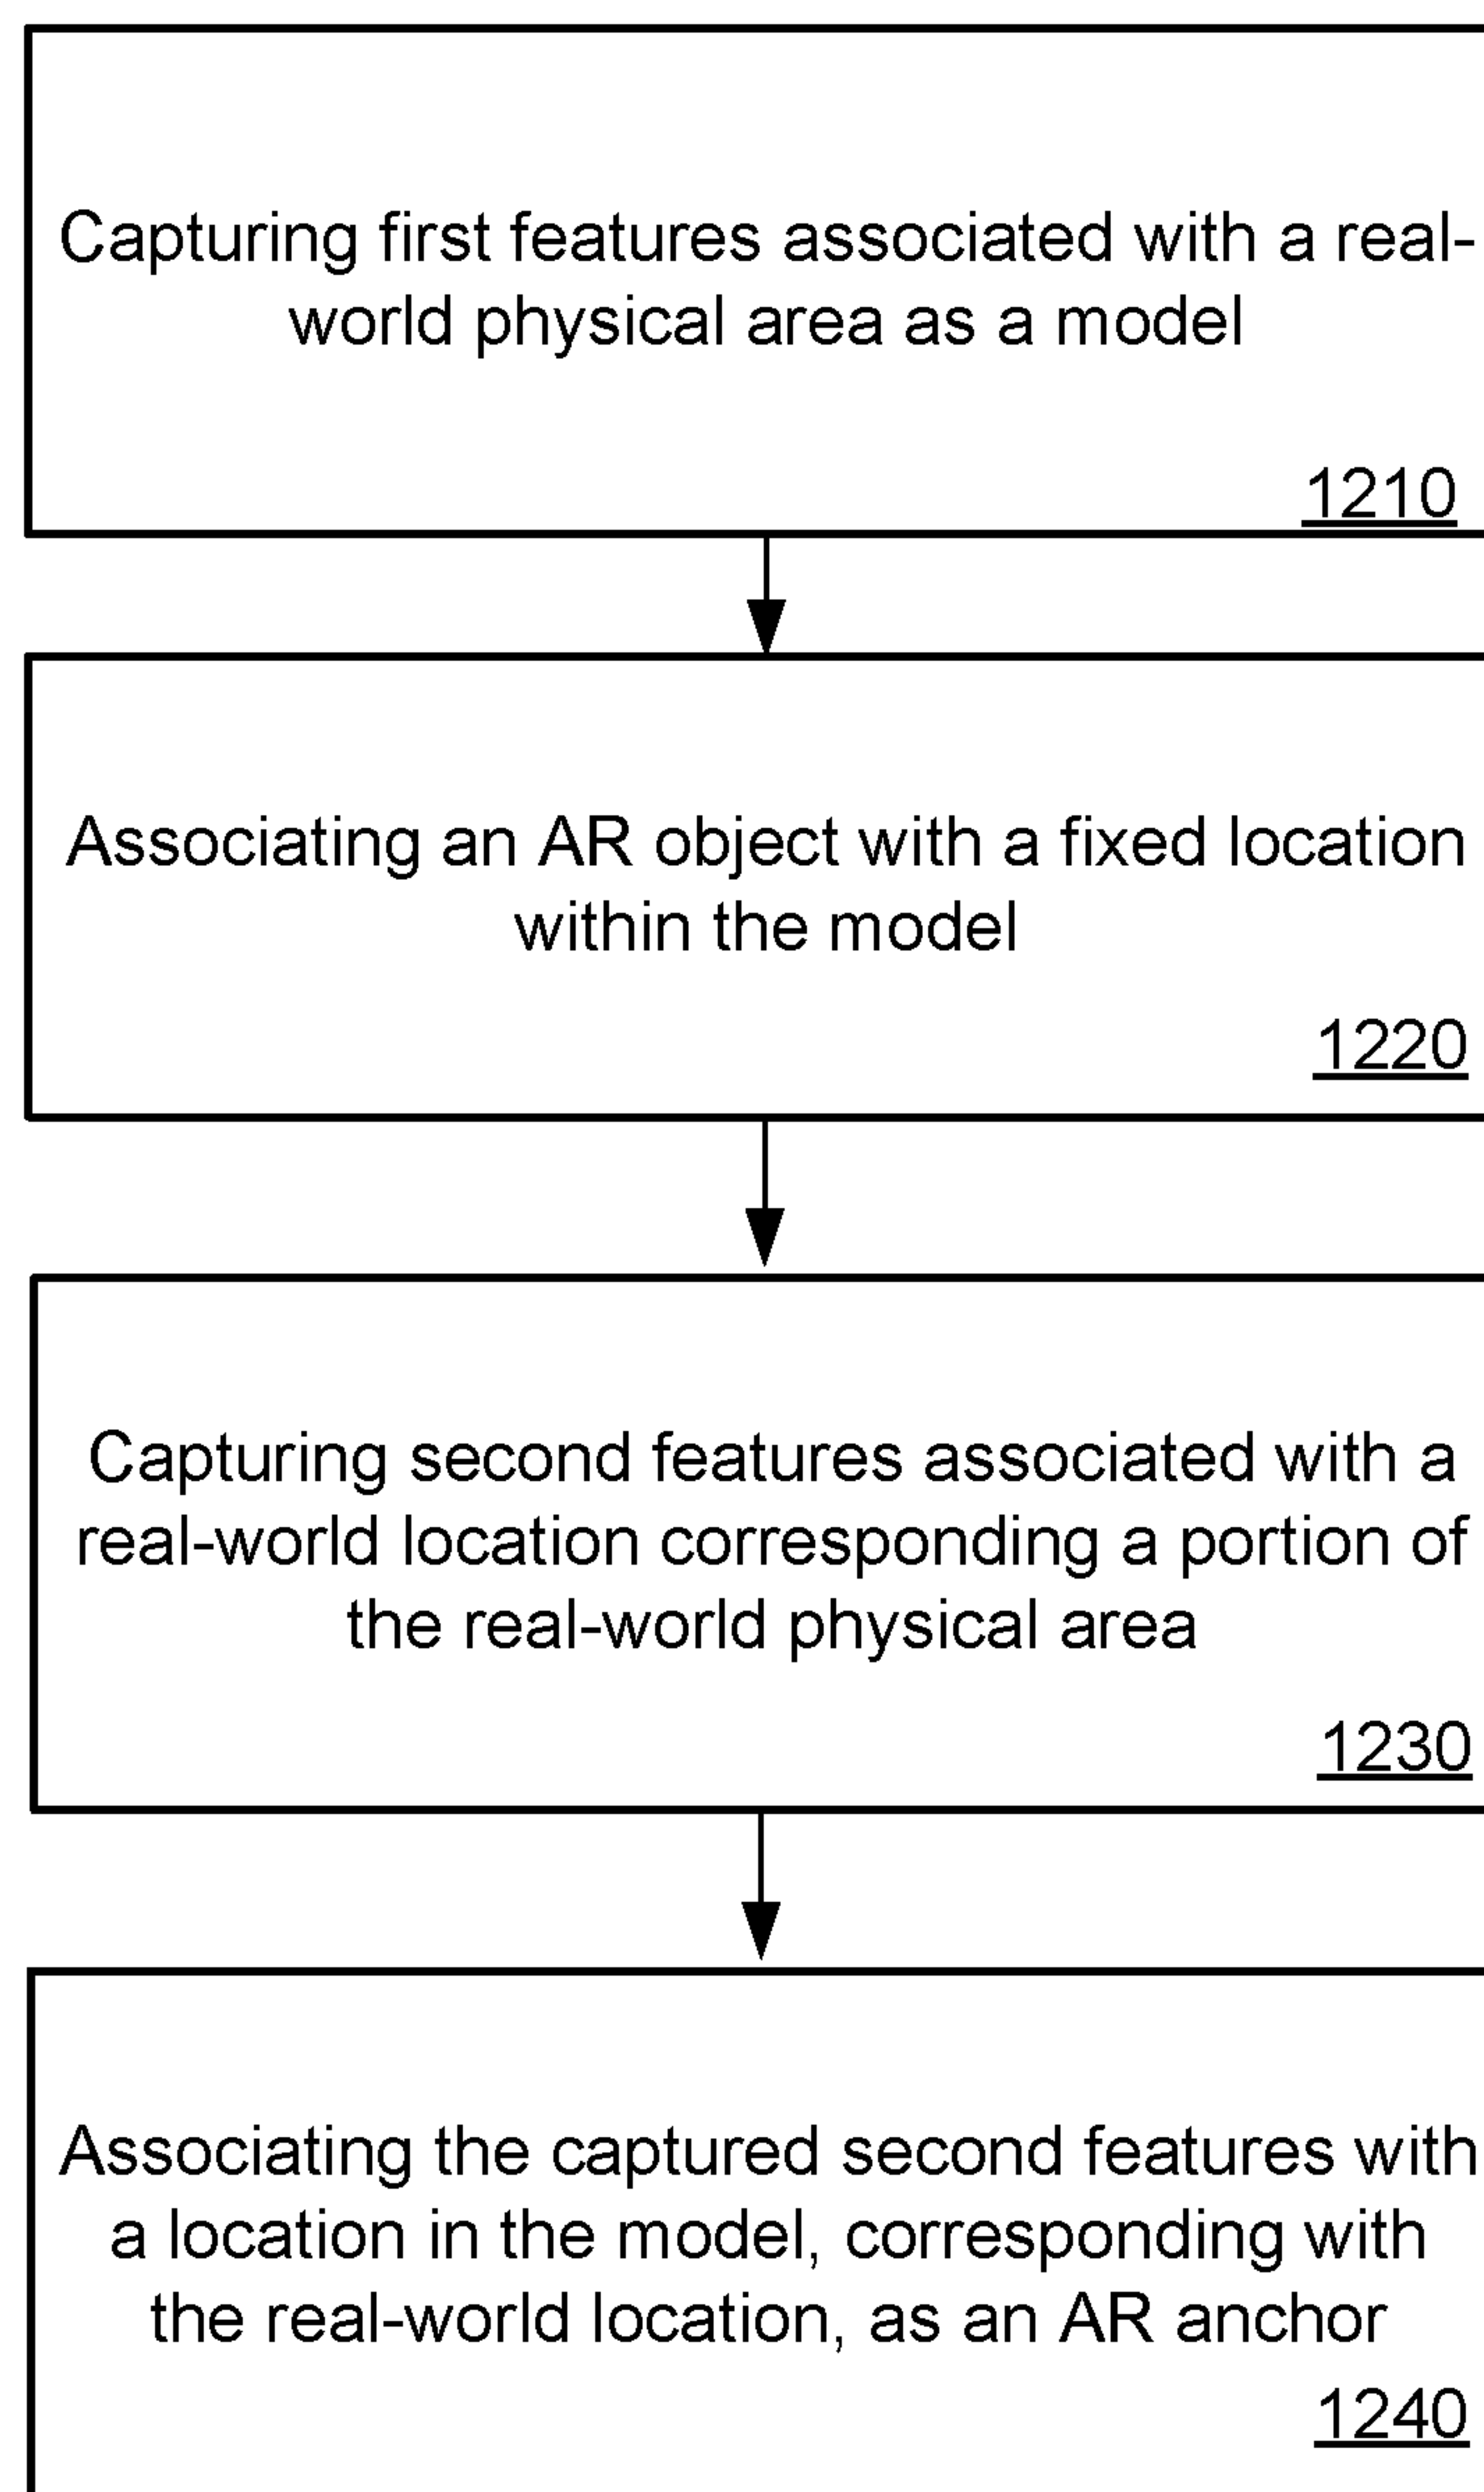 Capturing first features associated with a real-
world physical area as a model
1210
Associating an AR object with a fixed location
within the model
1220
Capturing second features associated with a
real-world location corresponding a portion of
the real-world physical area
1230
Associating the captured second features with
a location in the model, corresponding with
the real-world location, as an AR anchor
1240